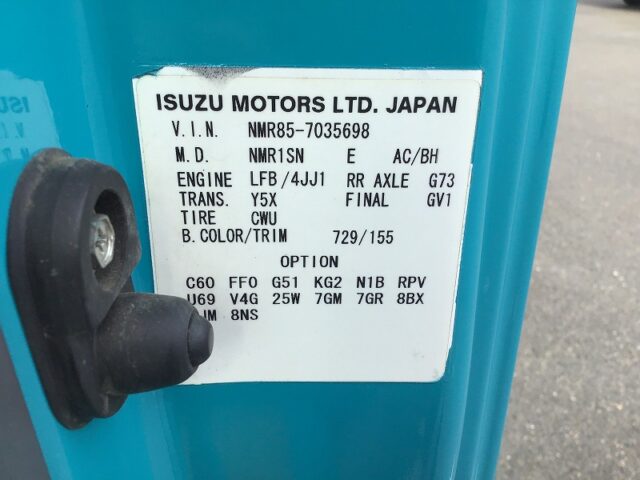 ISUZU MOTORS LTD. JAPAN
V.I.N. NMR85-7035698
M.D. NMR1SN E AC/BH
ENGINE LFB/4JJ1 RR AXLE G73
TRANS. Y5X FINAL GV1
TIRE CWU
B.COLOR/TRIM 729/155
OPTION
C60 FF0 G51 KG2 N1B RPV
U69 V4G 25W 7GM 7GR 8BX
8NS